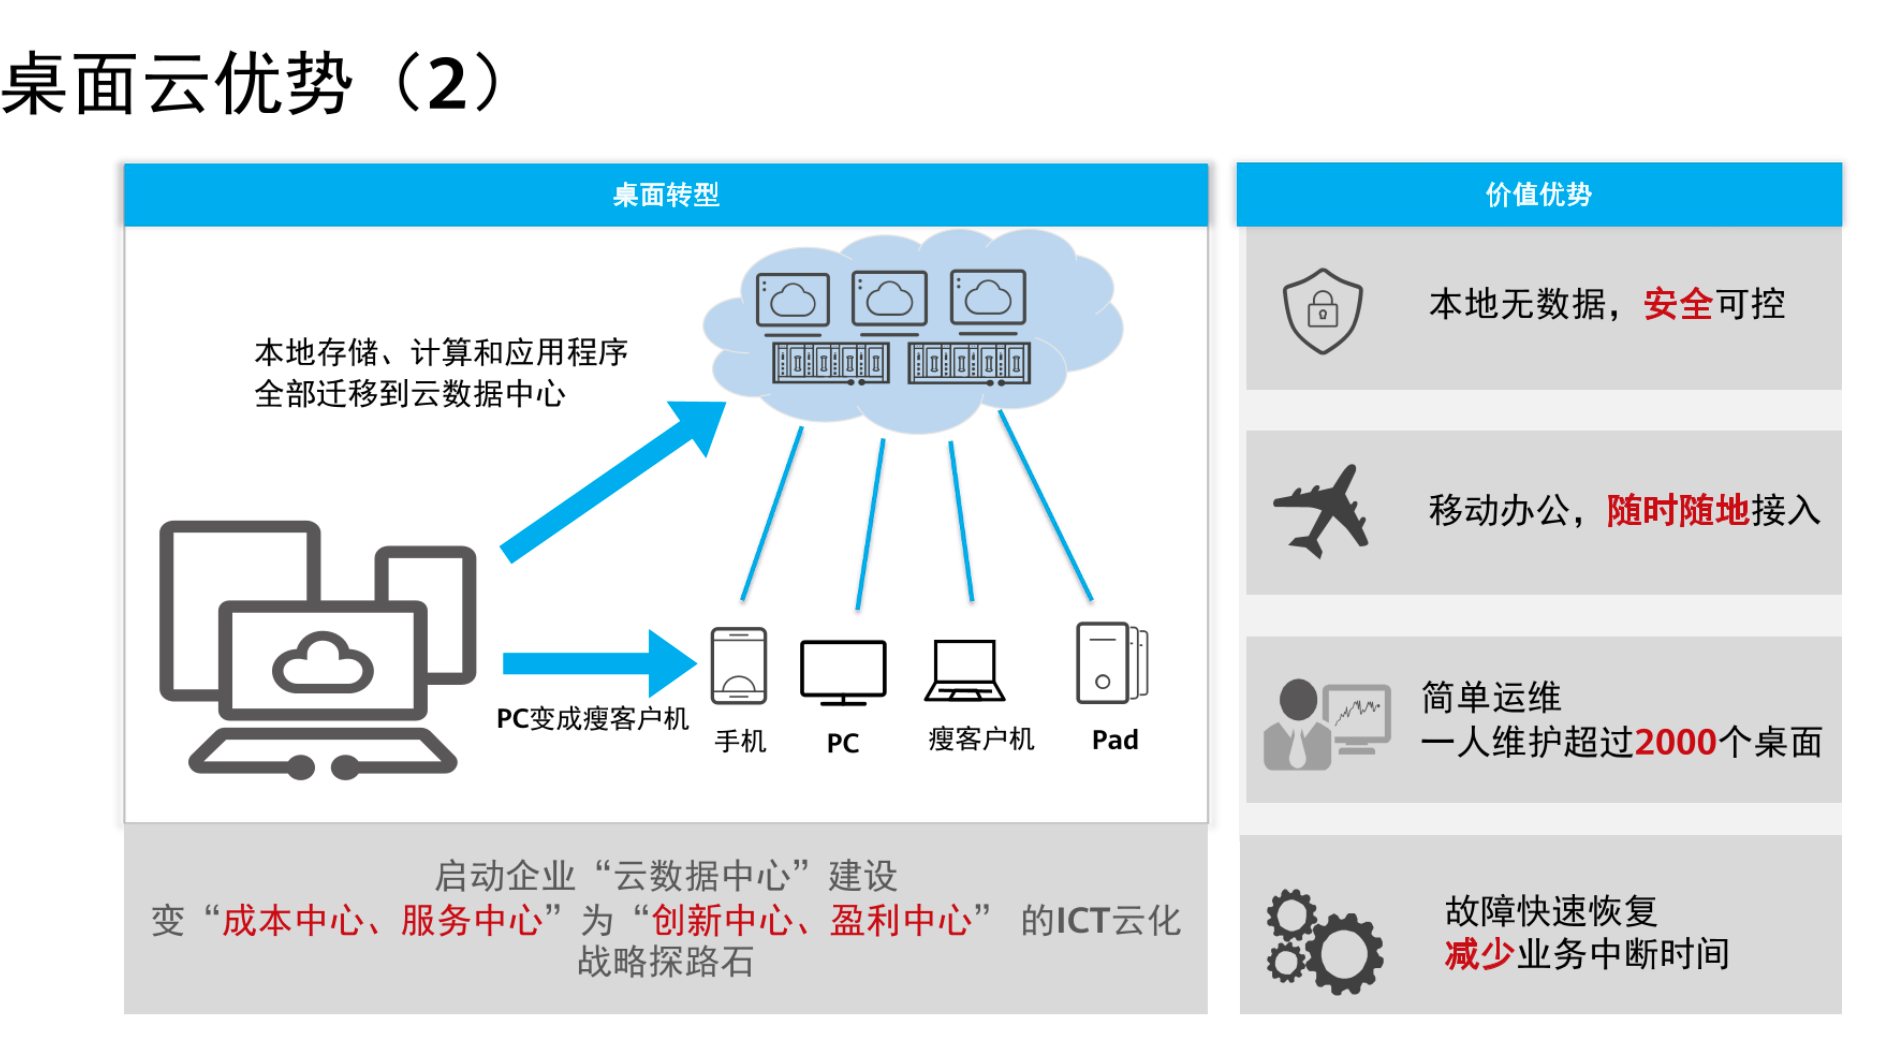 桌面云优势（2）
桌面转型
本地存储、计算和应用程序
全部迁移到云数据中心
PC变成瘦客户机
手机
PC
瘦客户机
Pad
启动企业“云数据中心”建设
变“成本中心、服务中心”为“创新中心、盈利中心” 的ICT云化
战略探路石
价值优势
本地无数据，安全可控
移动办公，随时随地接入
简单运维
一人维护超过2000个桌面
故障快速恢复
减少业务中断时间